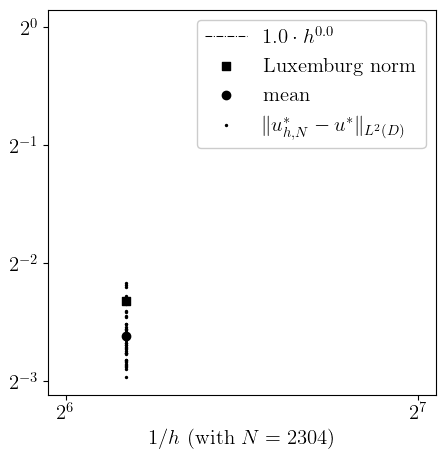 2⁰
1.0 · h^{0.0}
Luxemburg norm
mean
‖u*_{h,N} − u*‖_{L²(D)}
2⁻¹
2⁻²
2⁻³
2⁶ 2⁷
1/h (with N = 2304)